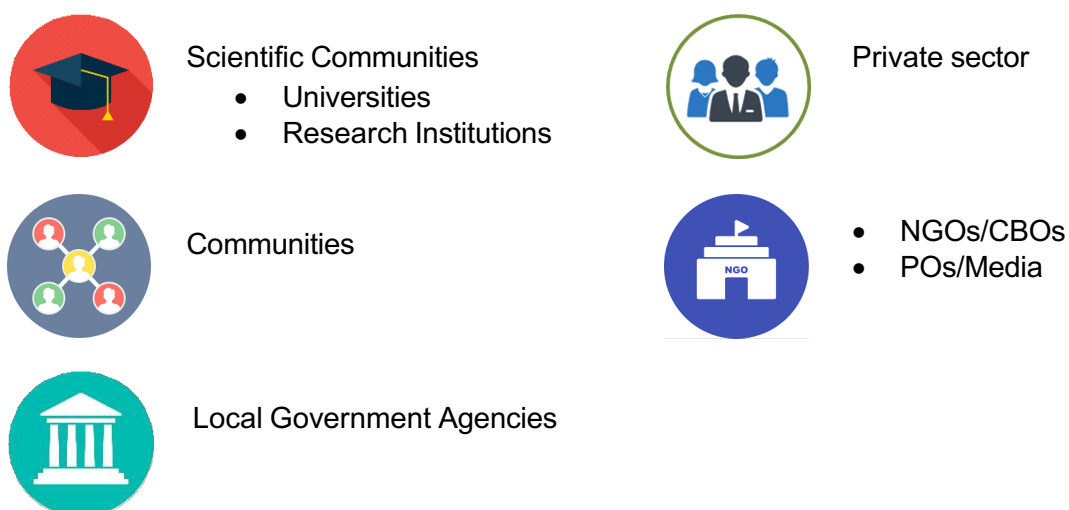 Scientific Communities
• Universities
• Research Institutions
Communities
Local Government Agencies
Private sector
NGO
• NGOs/CBOs
• POs/Media